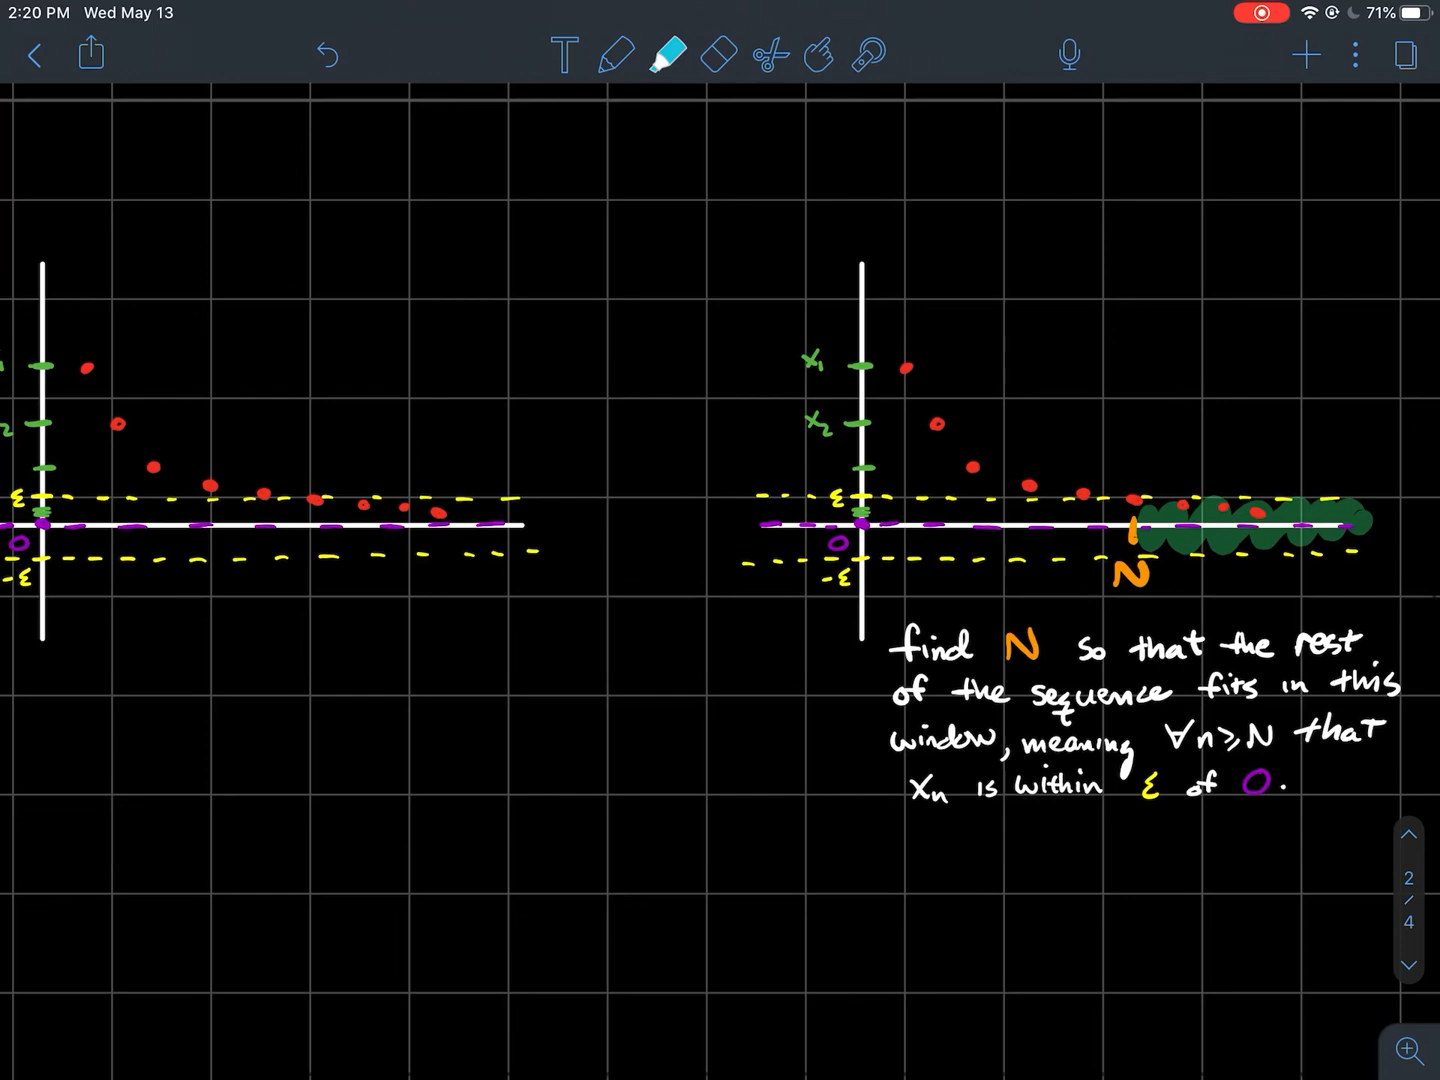 2:20 PM Wed May 13
71%
T
ε
0
-ε
x₁
x₂
ε
0
-ε
N
find N so that the rest
of the sequence fits in this
window, meaning ∀n⩾N that
xₙ is within ε of 0.
2
/
4